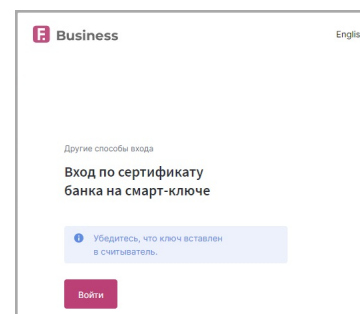 F. Business
Englis
Другие способы входа
Вход по сертификату
банка на смарт-ключе
Убедитесь, что ключ вставлен
в считыватель.
Войти